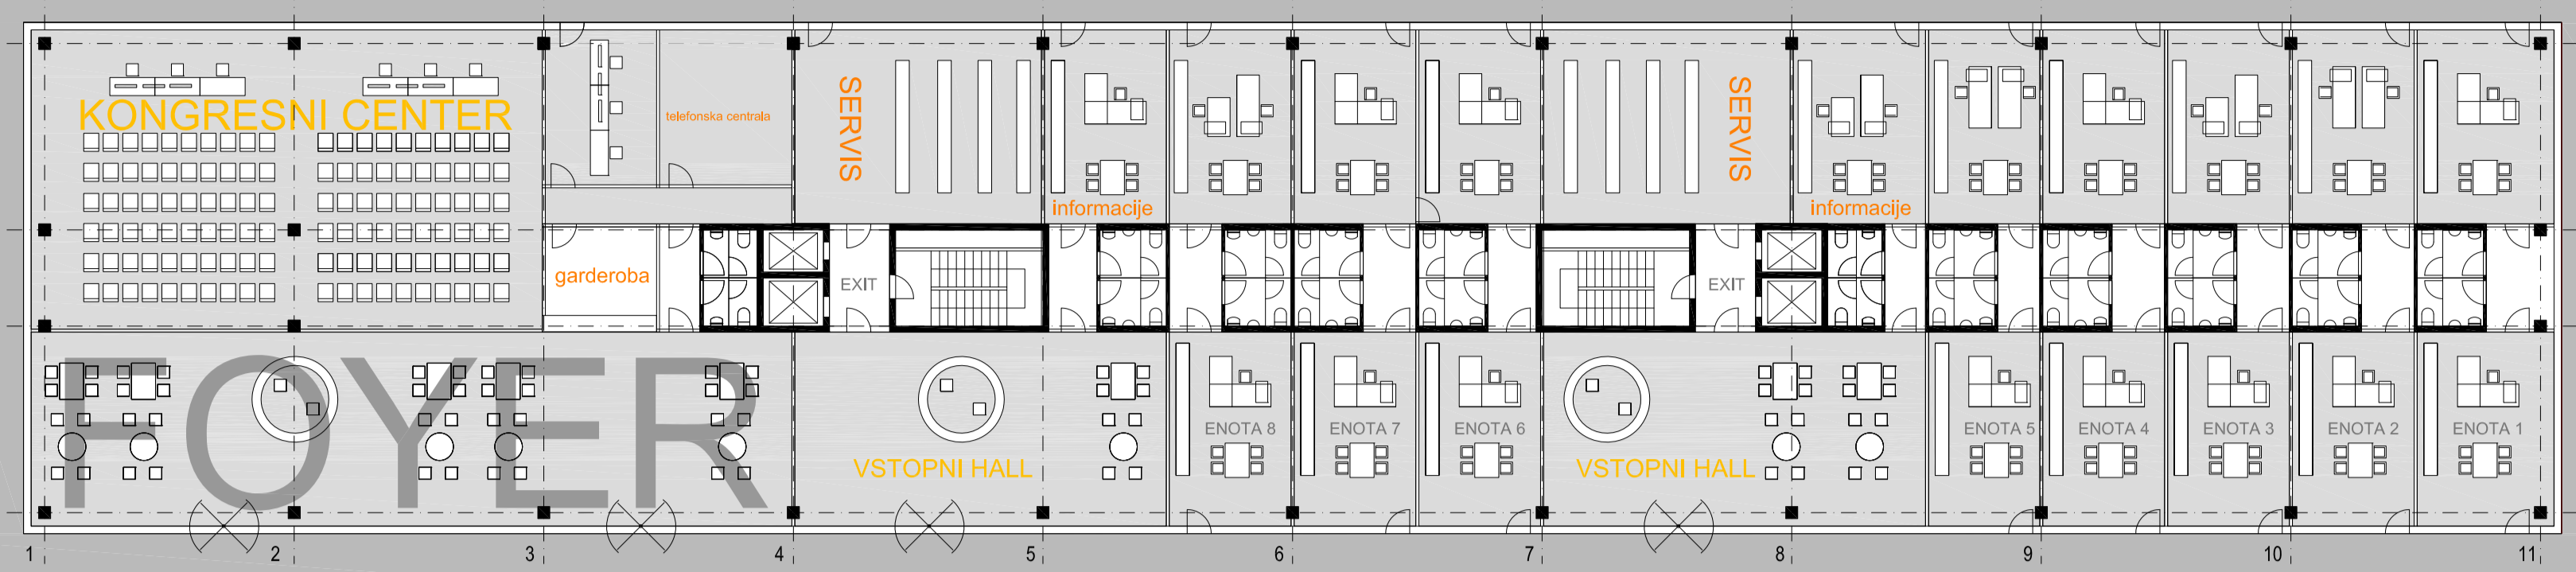 KONGRESNI CENTER
telefonska centrala
SERVIS
SERVIS
informacije
informacije
garderoba
EXIT
EXIT
FOYER
ENOTA 8
ENOTA 7
ENOTA 6
ENOTA 5
ENOTA 4
ENOTA 3
ENOTA 2
ENOTA 1
VSTOPNI HALL
VSTOPNI HALL
1
2
3
4
5
6
7
8
9
10
11